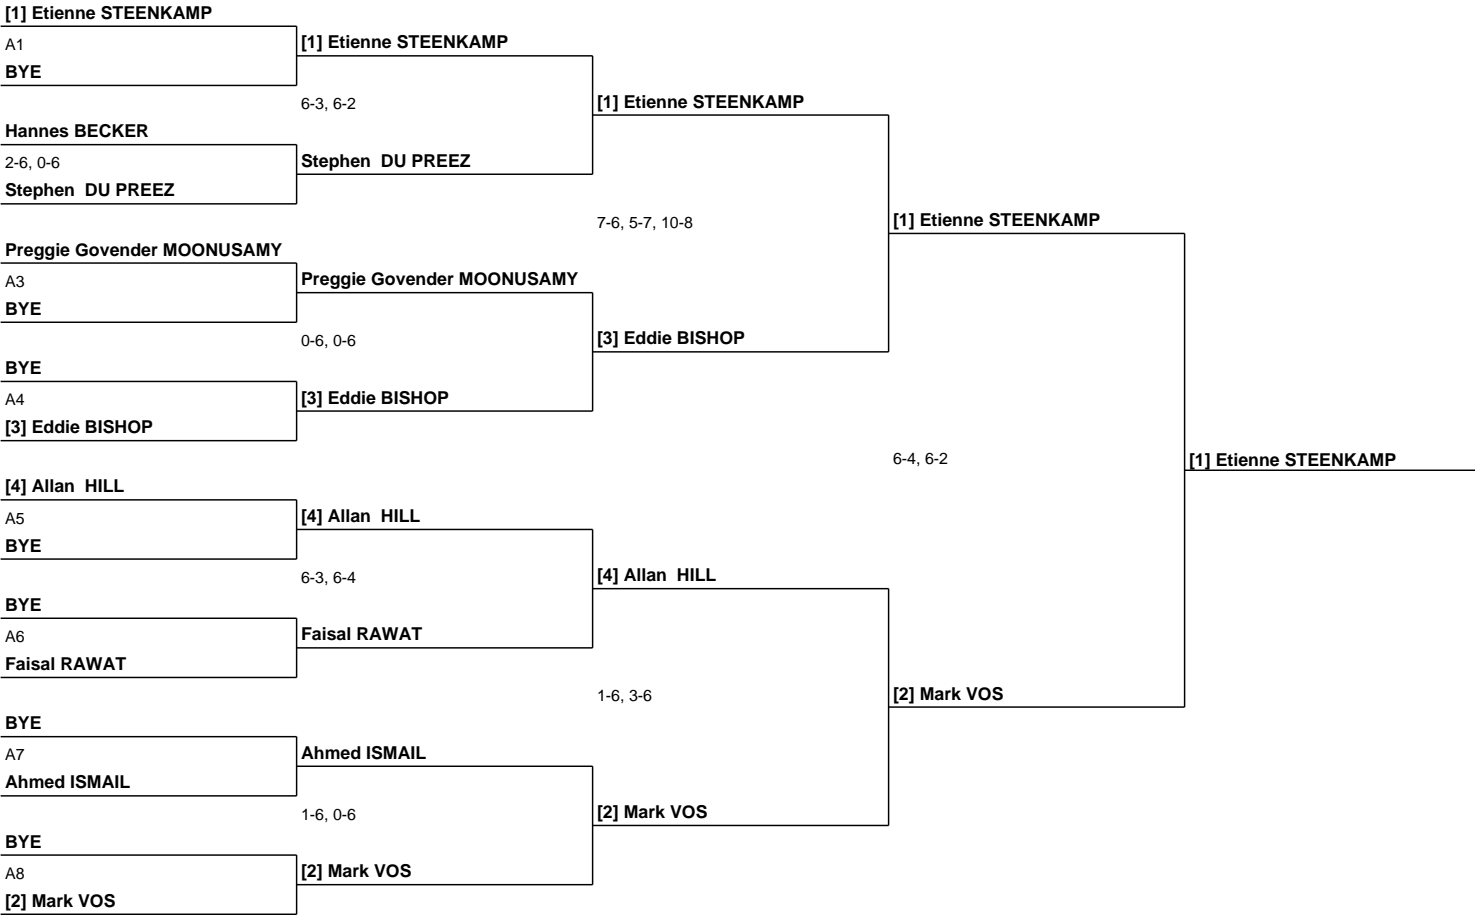 [1] Etienne STEENKAMP
A1
BYE
Hannes BECKER
2-6, 0-6
Stephen  DU PREEZ
Preggie Govender MOONUSAMY
A3
BYE
BYE
A4
[3] Eddie BISHOP
[4] Allan  HILL
A5
BYE
BYE
A6
Faisal RAWAT
BYE
A7
Ahmed ISMAIL
BYE
A8
[2] Mark VOS
[1] Etienne STEENKAMP
6-3, 6-2
Stephen  DU PREEZ
Preggie Govender MOONUSAMY
0-6, 0-6
[3] Eddie BISHOP
[4] Allan  HILL
6-3, 6-4
Faisal RAWAT
Ahmed ISMAIL
1-6, 0-6
[2] Mark VOS
[1] Etienne STEENKAMP
7-6, 5-7, 10-8
[3] Eddie BISHOP
[4] Allan  HILL
1-6, 3-6
[2] Mark VOS
[1] Etienne STEENKAMP
6-4, 6-2
[2] Mark VOS
[1] Etienne STEENKAMP